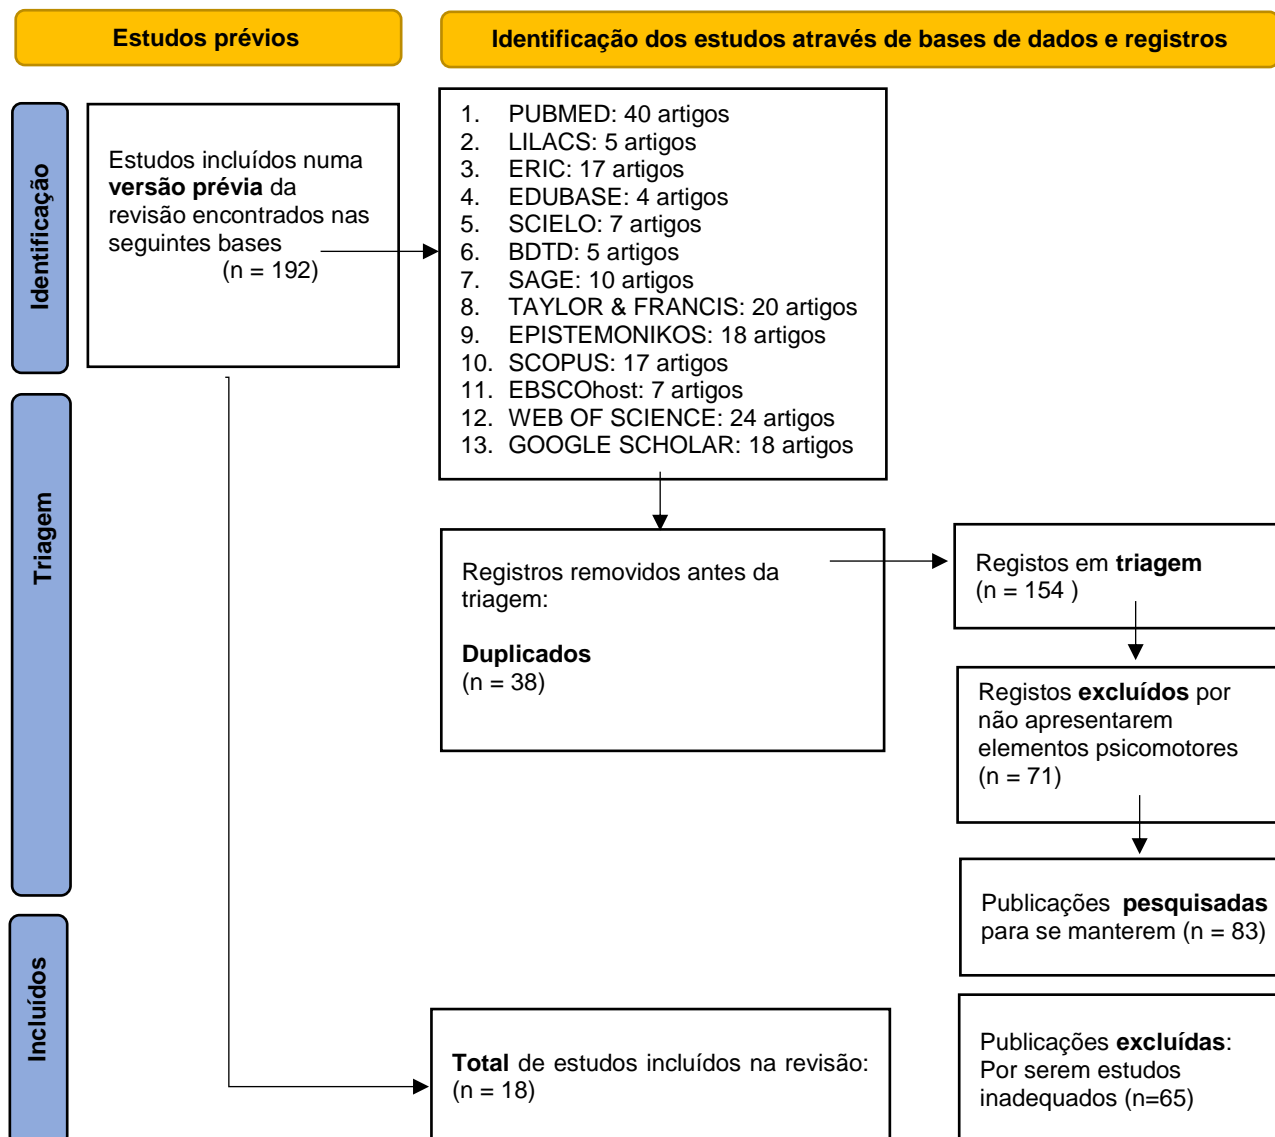 Estudos prévios
Identificação dos estudos através de bases de dados e registros
Identificação
Estudos incluídos numa
versão prévia da
revisão encontrados nas
seguintes bases
(n = 192)
1. PUBMED: 40 artigos
2. LILACS: 5 artigos
3. ERIC: 17 artigos
4. EDUBASE: 4 artigos
5. SCIELO: 7 artigos
6. BDTD: 5 artigos
7. SAGE: 10 artigos
8. TAYLOR & FRANCIS: 20 artigos
9. EPISTEMONIKOS: 18 artigos
10. SCOPUS: 17 artigos
11. EBSCOhost: 7 artigos
12. WEB OF SCIENCE: 24 artigos
13. GOOGLE SCHOLAR: 18 artigos
Triagem
Registros removidos antes da
triagem:
Duplicados
(n = 38)
Registos em triagem
(n = 154 )
Registos excluídos por
não apresentarem
elementos psicomotores
(n = 71)
Publicações pesquisadas
para se manterem (n = 83)
Incluídos
Total de estudos incluídos na revisão:
(n = 18)
Publicações excluídas:
Por serem estudos
inadequados (n=65)